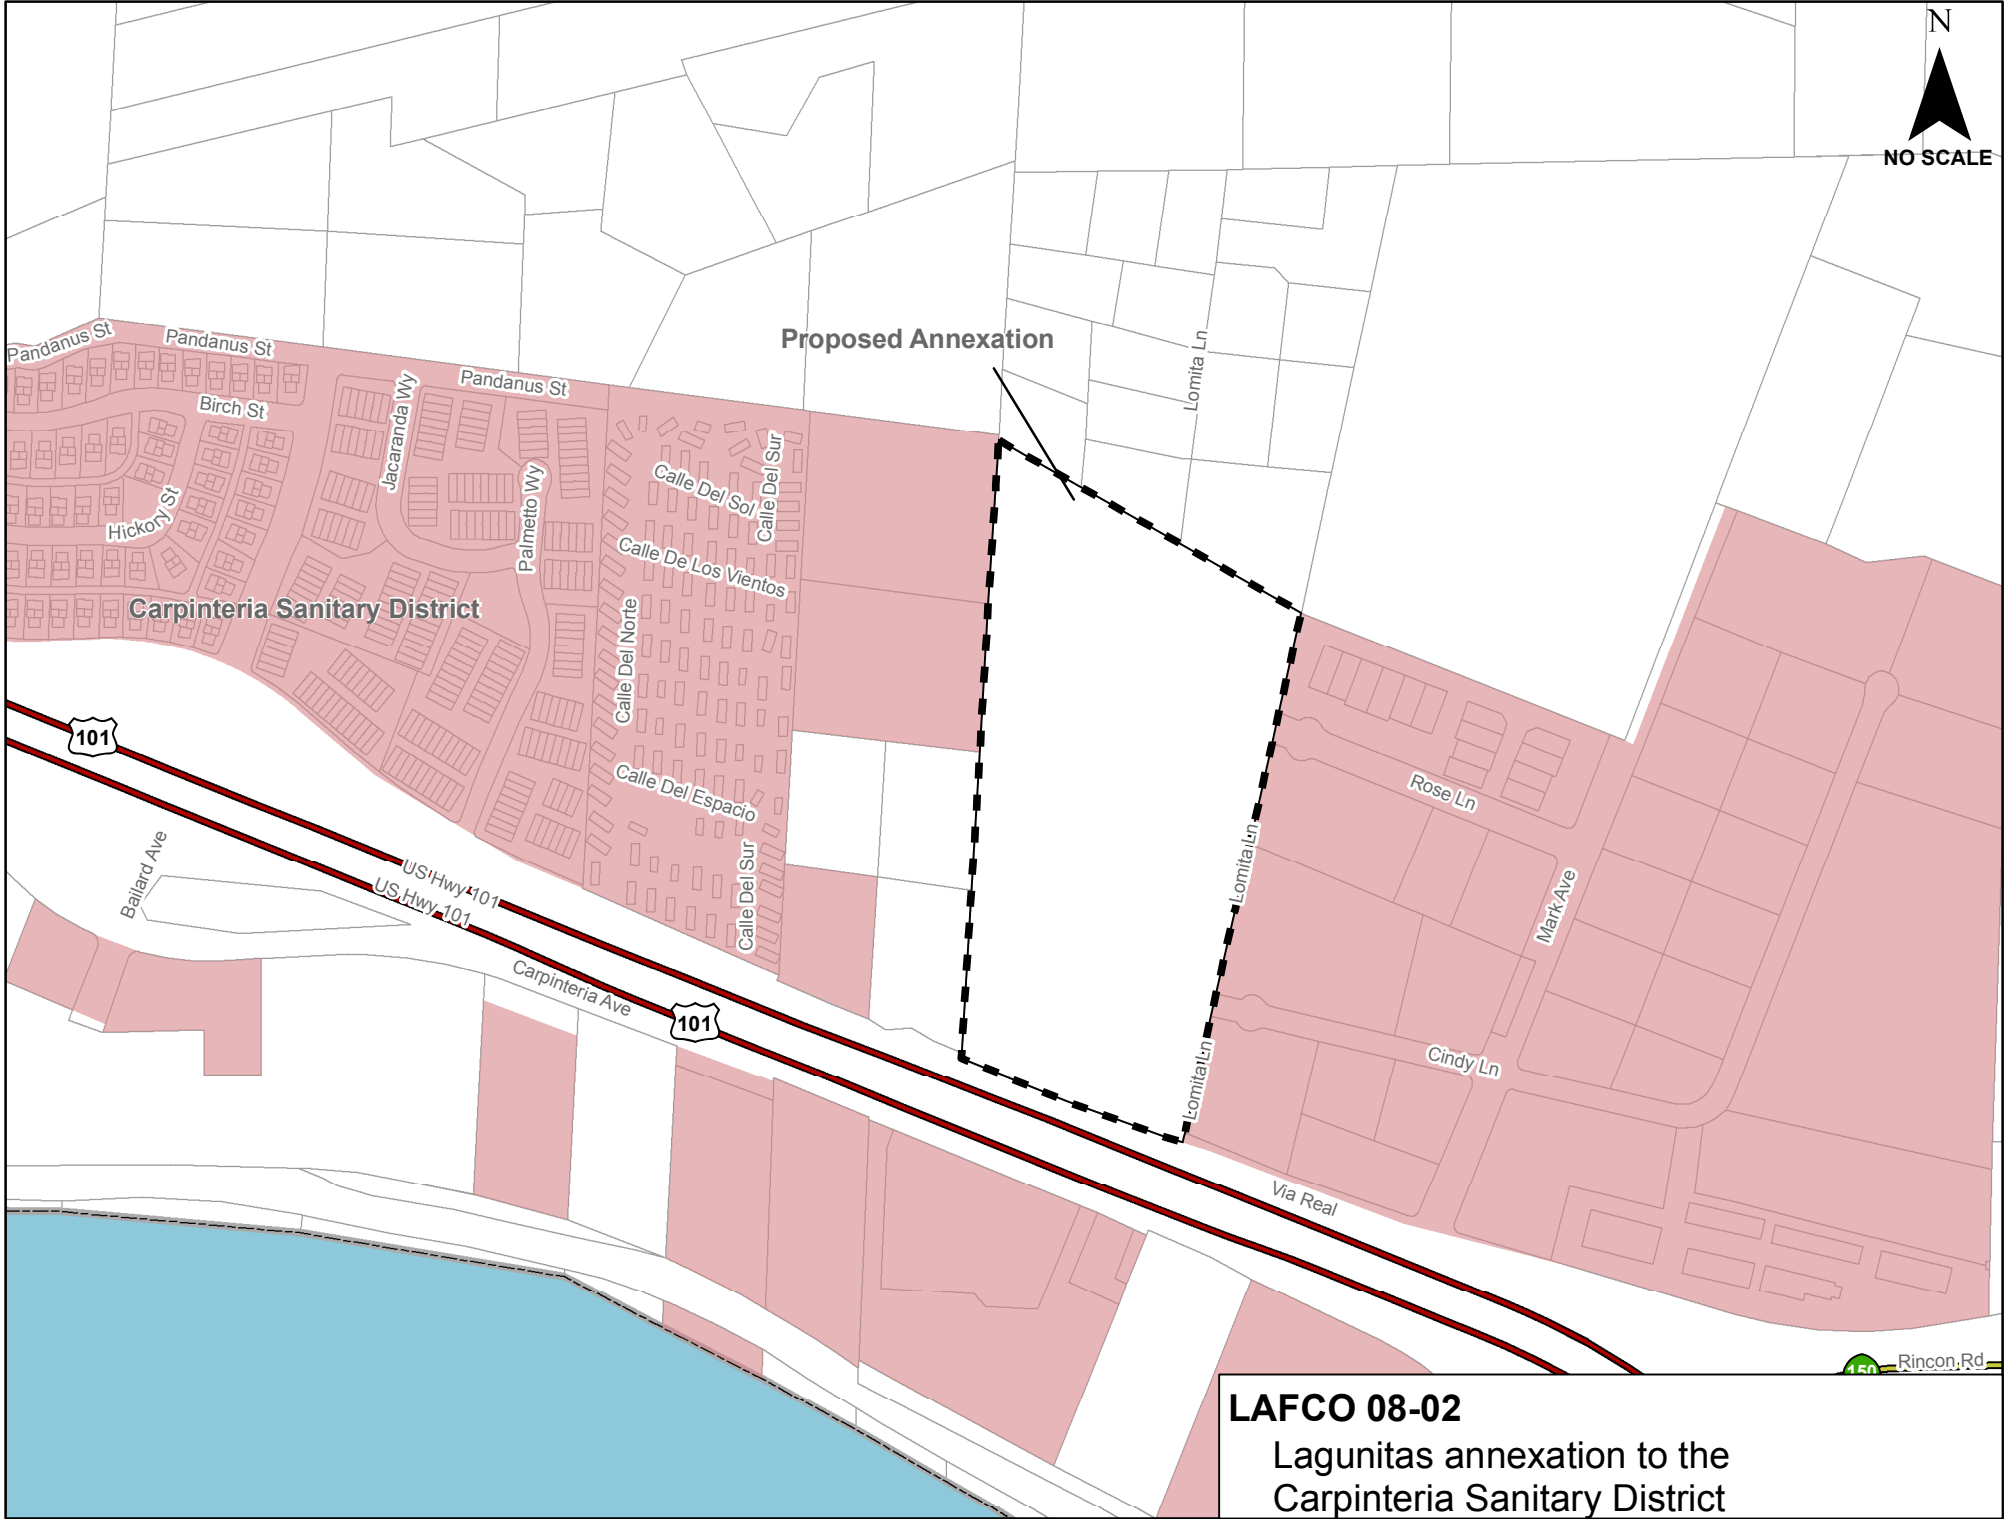 N
NO SCALE
Pandanus St
Pandanus St
Pandanus St
Proposed Annexation
Lomita Ln
Birch St
Jacaranda Wy
Palmetto Wy
Calle Del Sol
Calle Del Sur
Hickory St
Calle De Los Vientos
Carpinteria Sanitary District
Calle Del Norte
101
Calle Del Espacio
Rose Ln
Lomita Ln
Bailard Ave
US Hwy 101
US Hwy 101
Calle Del Sur
Mark Ave
Carpinteria Ave
101
Lomita Ln
Cindy Ln
Via Real
150
Rincon Rd
LAFCO 08-02
Lagunitas annexation to the
Carpinteria Sanitary District